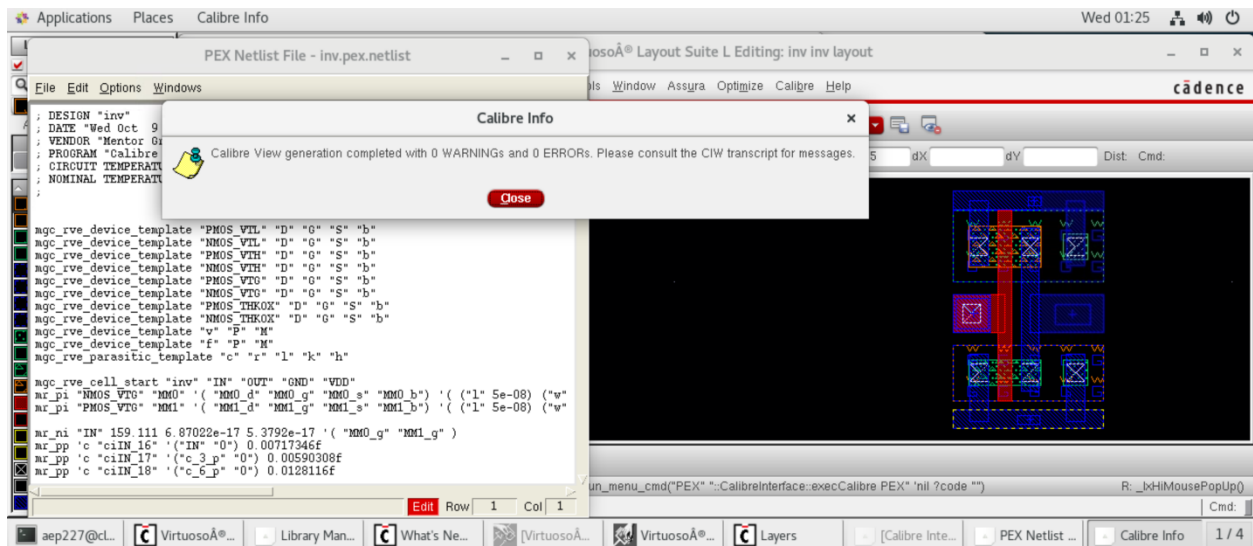 Applications Places Calibre Info Wed 01:25
PEX Netlist File - inv.pex.netlist
uosoÂ® Layout Suite L Editing: inv inv layout
File Edit Options Windows
Window Assura Optimize Calibre Help
cādence
Calibre Info
Calibre View generation completed with 0 WARNINGs and 0 ERRORs. Please consult the CIW transcript for messages.
Close
5 dX dY Dist: Cmd:
; DESIGN "inv"
; DATE "Wed Oct 9
; VENDOR "Mentor Gr
; PROGRAM "Calibre
; CIRCUIT TEMPERATU
; NOMINAL TEMPERATU
;
mgc_rve_device_template "PMOS_VTL" "D" "G" "S" "b"
mgc_rve_device_template "NMOS_VTL" "D" "G" "S" "b"
mgc_rve_device_template "PMOS_VTH" "D" "G" "S" "b"
mgc_rve_device_template "NMOS_VTH" "D" "G" "S" "b"
mgc_rve_device_template "PMOS_VTG" "D" "G" "S" "b"
mgc_rve_device_template "NMOS_VTG" "D" "G" "S" "b"
mgc_rve_device_template "PMOS_THKOX" "D" "G" "S" "b"
mgc_rve_device_template "NMOS_THKOX" "D" "G" "S" "b"
mgc_rve_device_template "v" "P" "M"
mgc_rve_device_template "f" "P" "M"
mgc_rve_parasitic_template "c" "r" "l" "k" "h"
mgc_rve_cell_start "inv" "IN" "OUT" "GND" "VDD"
mr_pi "NMOS_VTG" "MM0" '( "MM0_d" "MM0_g" "MM0_s" "MM0_b") '( ("l" 5e-08) ("w"
mr_pi "PMOS_VTG" "MM1" '( "MM1_d" "MM1_g" "MM1_s" "MM1_b") '( ("l" 5e-08) ("w"
mr_ni "IN" 159.111 6.87022e-17 5.3792e-17 '( "MM0_g" "MM1_g" )
mr_pp 'c "ciIN_16" '("IN" "0") 0.00717346f
mr_pp 'c "ciIN_17" '("c_3_p" "0") 0.00590308f
mr_pp 'c "ciIN_18" '("c_6_p" "0") 0.0128116f
Edit Row 1 Col 1
un_menu_cmd("PEX" "::CalibreInterface::execCalibre PEX" 'nil ?code "")
R: _lxHiMousePopUp()
Cmd:
aep227@cl... VirtuosoÂ®... Library Man... What's Ne... [VirtuosoÂ... VirtuosoÂ®... Layers [Calibre Inte... PEX Netlist ... Calibre Info 1 / 4